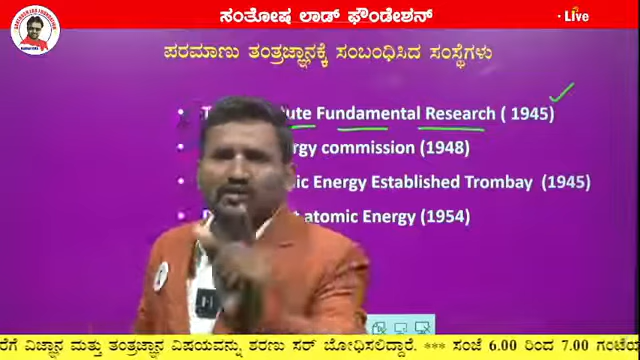 ಸಂತೋಷ ಲಾಡ್ ಫೌಂಡೇಶನ್
Live
ಪರಮಾಣು ತಂತ್ರಜ್ಞಾನಕ್ಕೆ ಸಂಬಂಧಿಸಿದ ಸಂಸ್ಥೆಗಳು
Fundamental Research ( 1945)
commission (1948)
Energy Established Trombay (1945)
atomic Energy (1954)
ವಿಜ್ಞಾನ ಮತ್ತು ತಂತ್ರಜ್ಞಾನ ವಿಷಯವನ್ನು ಶರಣು ಸರ್ ಬೋಧಿಸಲಿದ್ದಾರೆ. *** ಸಂಜೆ 6.00 ರಿಂದ 7.00